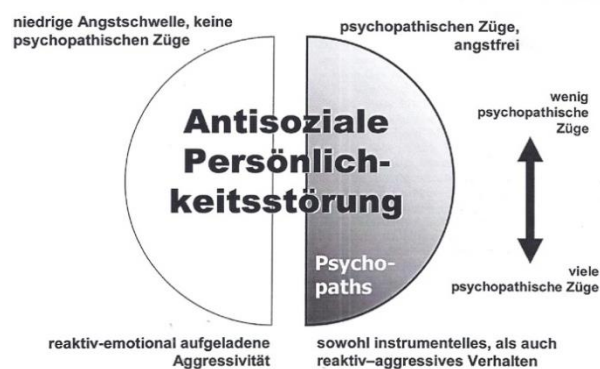 niedrige Angstschwelle, keine
psychopathischen Züge
psychopathischen Züge,
angstfrei
wenig
psychopathische
Züge
Antisoziale
Persönlich-
keitsstörung
Psycho-
paths
viele
psychopathische Züge
reaktiv-emotional aufgeladene
Aggressivität
sowohl instrumentelles, als auch
reaktiv–aggressives Verhalten